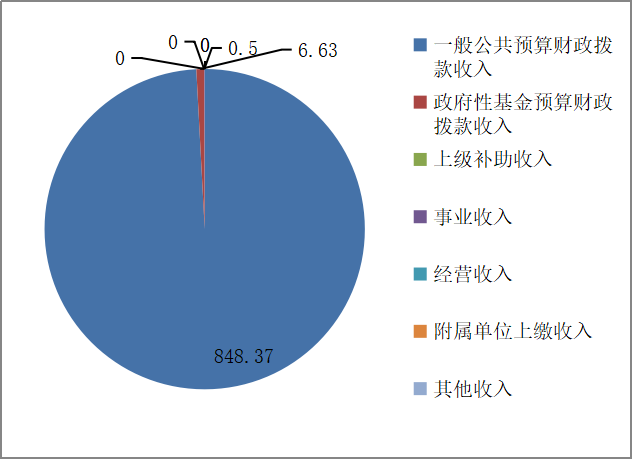 0
0
0
0.5
6.63
848.37
一般公共预算财政拨
款收入
政府性基金预算财政
拨款收入
上级补助收入
事业收入
经营收入
附属单位上缴收入
其他收入